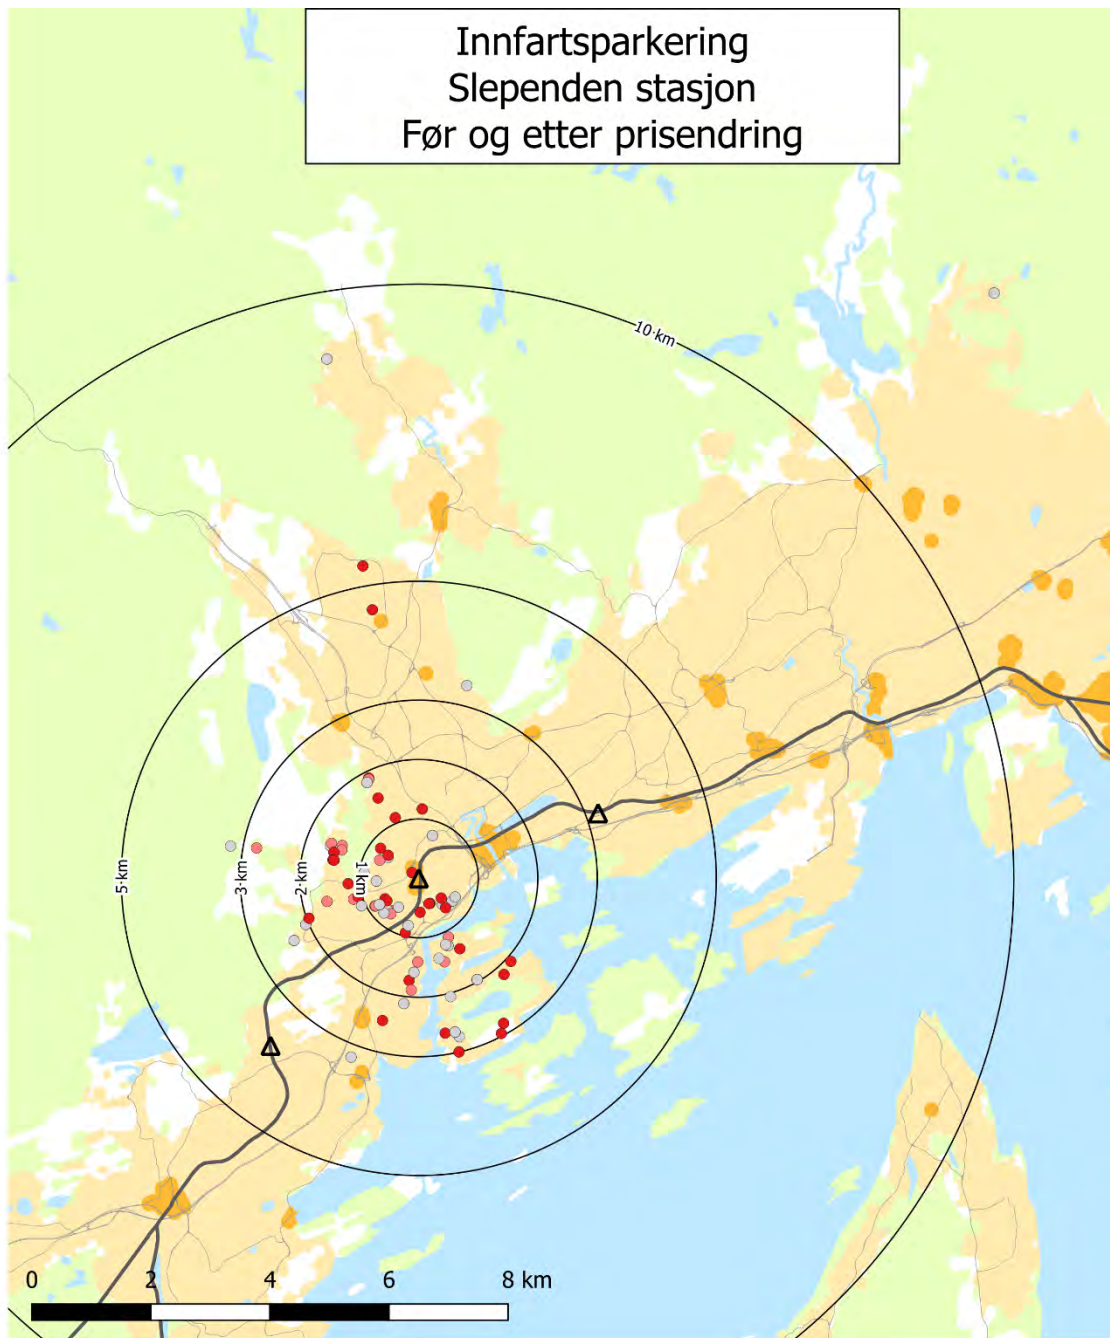 Innfartsparkering
Slependen stasjon
Før og etter prisendring
10 km
5 km
3 km
2 km
1 km
0 2 4 6 8 km